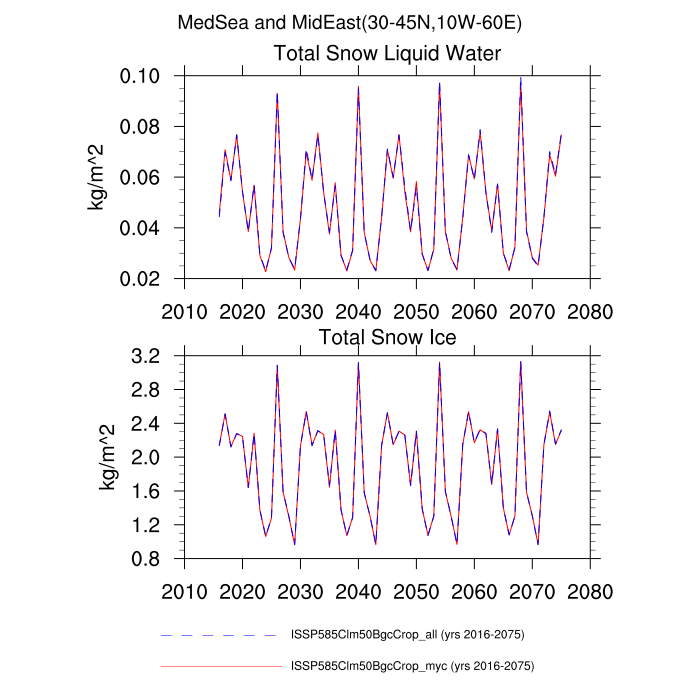 MedSea and MidEast(30-45N,10W-60E)
Total Snow Liquid Water
0.10
0.08
0.06
0.04
0.02
kg/m^2
2010 2020 2030 2040 2050 2060 2070 2080
Total Snow Ice
3.2
2.8
2.4
2.0
1.6
1.2
0.8
kg/m^2
2010 2020 2030 2040 2050 2060 2070 2080
ISSP585Clm50BgcCrop_all (yrs 2016-2075)
ISSP585Clm50BgcCrop_myc (yrs 2016-2075)